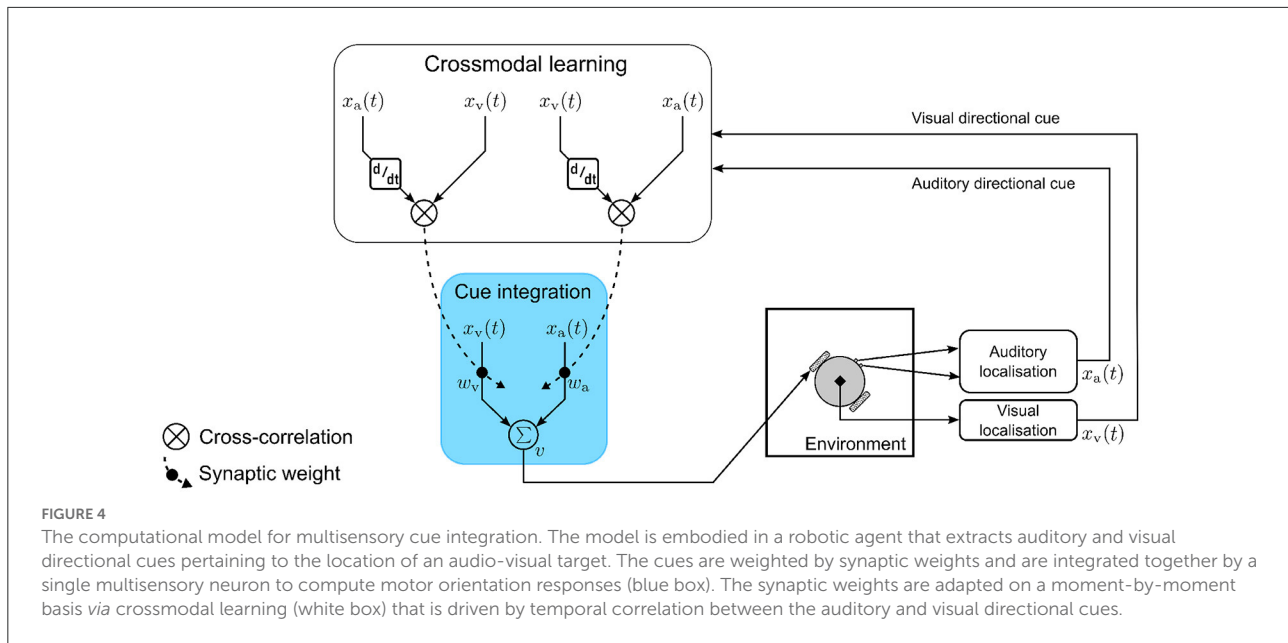 Crossmodal learning
xₐ(t) xᵥ(t) xᵥ(t) xₐ(t)
d/dt d/dt
Visual directional cue
Auditory directional cue
Cue integration
xᵥ(t) xₐ(t)
wᵥ wₐ
Σ v
Cross-correlation
Synaptic weight
Environment
Auditory
localisation
xₐ(t)
Visual
localisation
xᵥ(t)
FIGURE 4
The computational model for multisensory cue integration. The model is embodied in a robotic agent that extracts auditory and visual
directional cues pertaining to the location of an audio-visual target. The cues are weighted by synaptic weights and are integrated together by a
single multisensory neuron to compute motor orientation responses (blue box). The synaptic weights are adapted on a moment-by-moment
basis via crossmodal learning (white box) that is driven by temporal correlation between the auditory and visual directional cues.